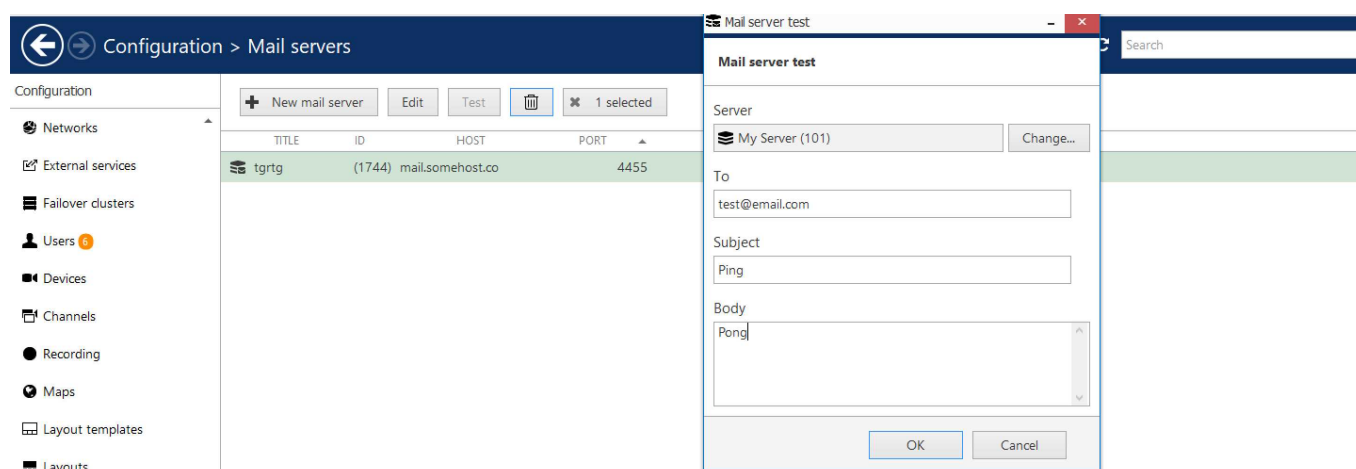 Configuration > Mail servers
Search
Configuration
Networks
External services
Failover clusters
Users 6
Devices
Channels
Recording
Maps
Layout templates
Layouts
New mail server Edit Test 1 selected
TITLE ID HOST PORT
tgrtg (1744) mail.somehost.co 4455
Mail server test
Mail server test
Server
My Server (101) Change...
To
test@email.com
Subject
Ping
Body
Pong
OK Cancel